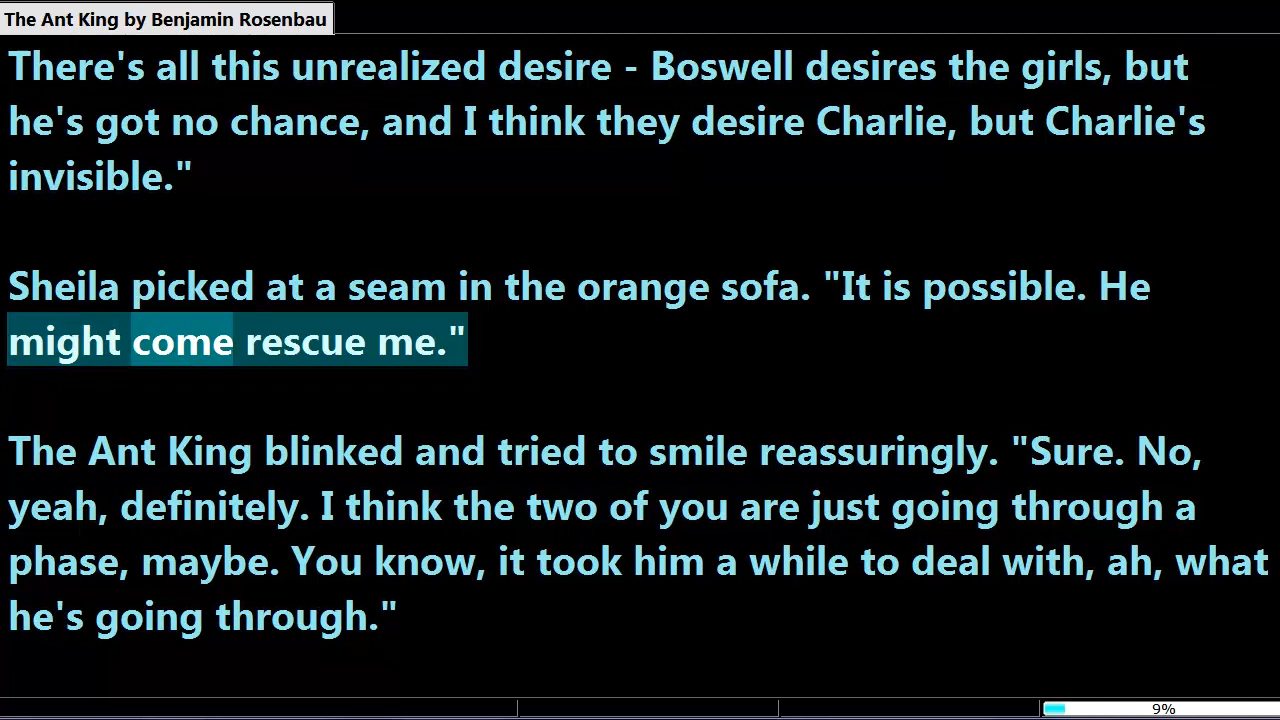 The Ant King by Benjamin Rosenbau
There's all this unrealized desire - Boswell desires the girls, but
he's got no chance, and I think they desire Charlie, but Charlie's
invisible."
Sheila picked at a seam in the orange sofa. "It is possible. He
might come rescue me."
The Ant King blinked and tried to smile reassuringly. "Sure. No,
yeah, definitely. I think the two of you are just going through a
phase, maybe. You know, it took him a while to deal with, ah, what
he's going through."
9%